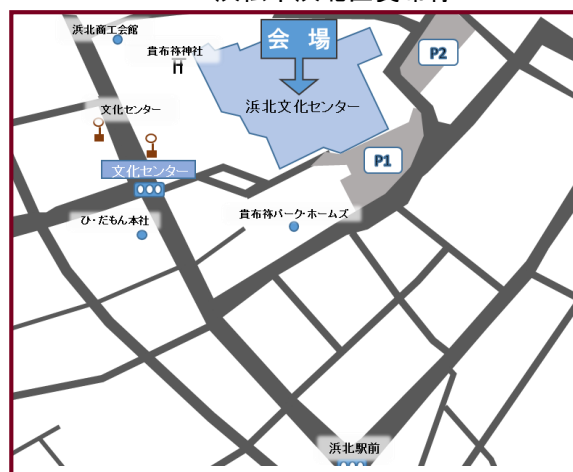 浜北商工会館
会 場
貴布祢神社
P2
浜北文化センター
文化センター
P1
文化センター
ひ・だもん本社
貴布祢パーク・ホームズ
浜北駅前